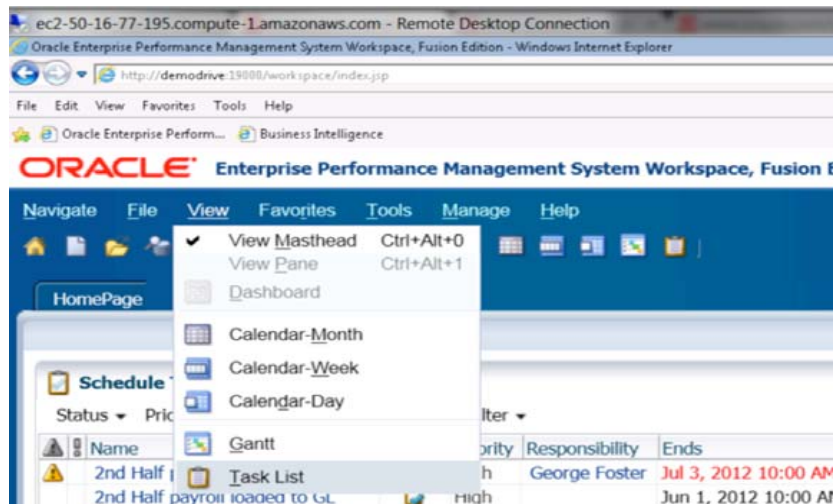 ec2-50-16-77-195.compute-1.amazonaws.com - Remote Desktop Connection
Oracle Enterprise Performance Management System Workspace, Fusion Edition - Windows Internet Explorer
http://demodrive:19000/workspace/index.jsp
File Edit View Favorites Tools Help
Oracle Enterprise Perform... Business Intelligence
ORACLE Enterprise Performance Management System Workspace, Fusion E
Navigate File View Favorites Tools Manage Help
View Masthead Ctrl+Alt+0
View Pane Ctrl+Alt+1
Dashboard
HomePage
Calendar-Month
Calendar-Week
Schedule
Calendar-Day
Status
Gantt
Name Responsibility Ends
Task List
2nd Half George Foster Jul 3, 2012 10:00 AM
2nd Half payroll loaded to GL High Jun 1, 2012 10:00 AM